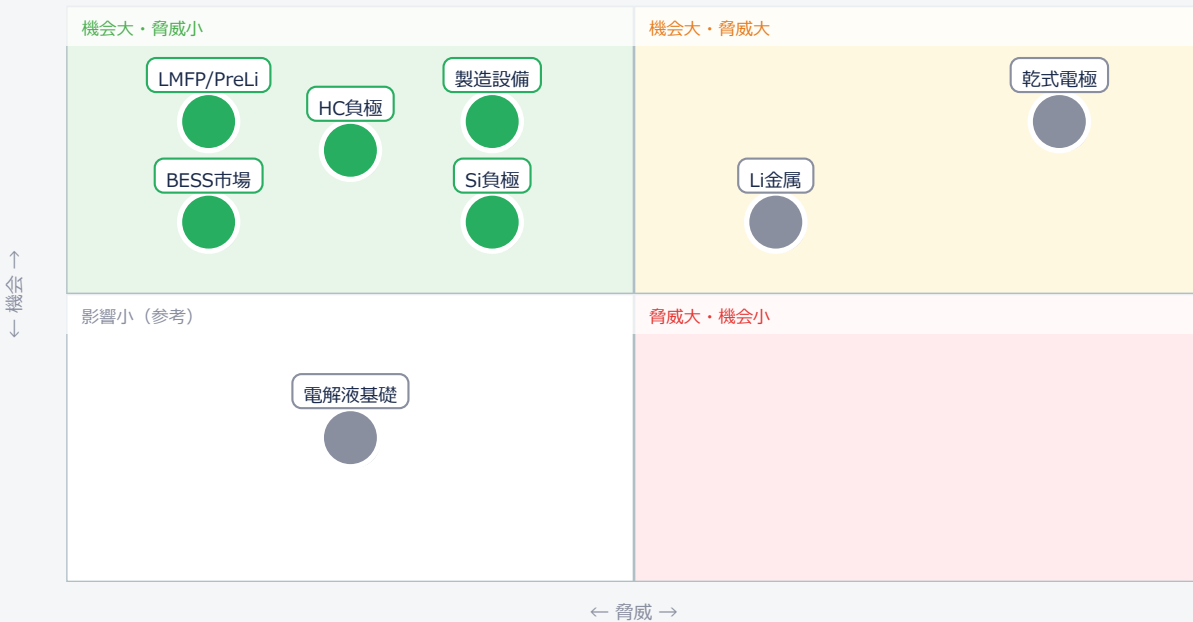 機会大・脅威小
機会大・脅威大
LMFP/PreLi
HC負極
製造設備
乾式電極
BESS市場
Si負極
Li金属
← 機会 →
影響小（参考）
脅威大・機会小
電解液基礎
← 脅威 →